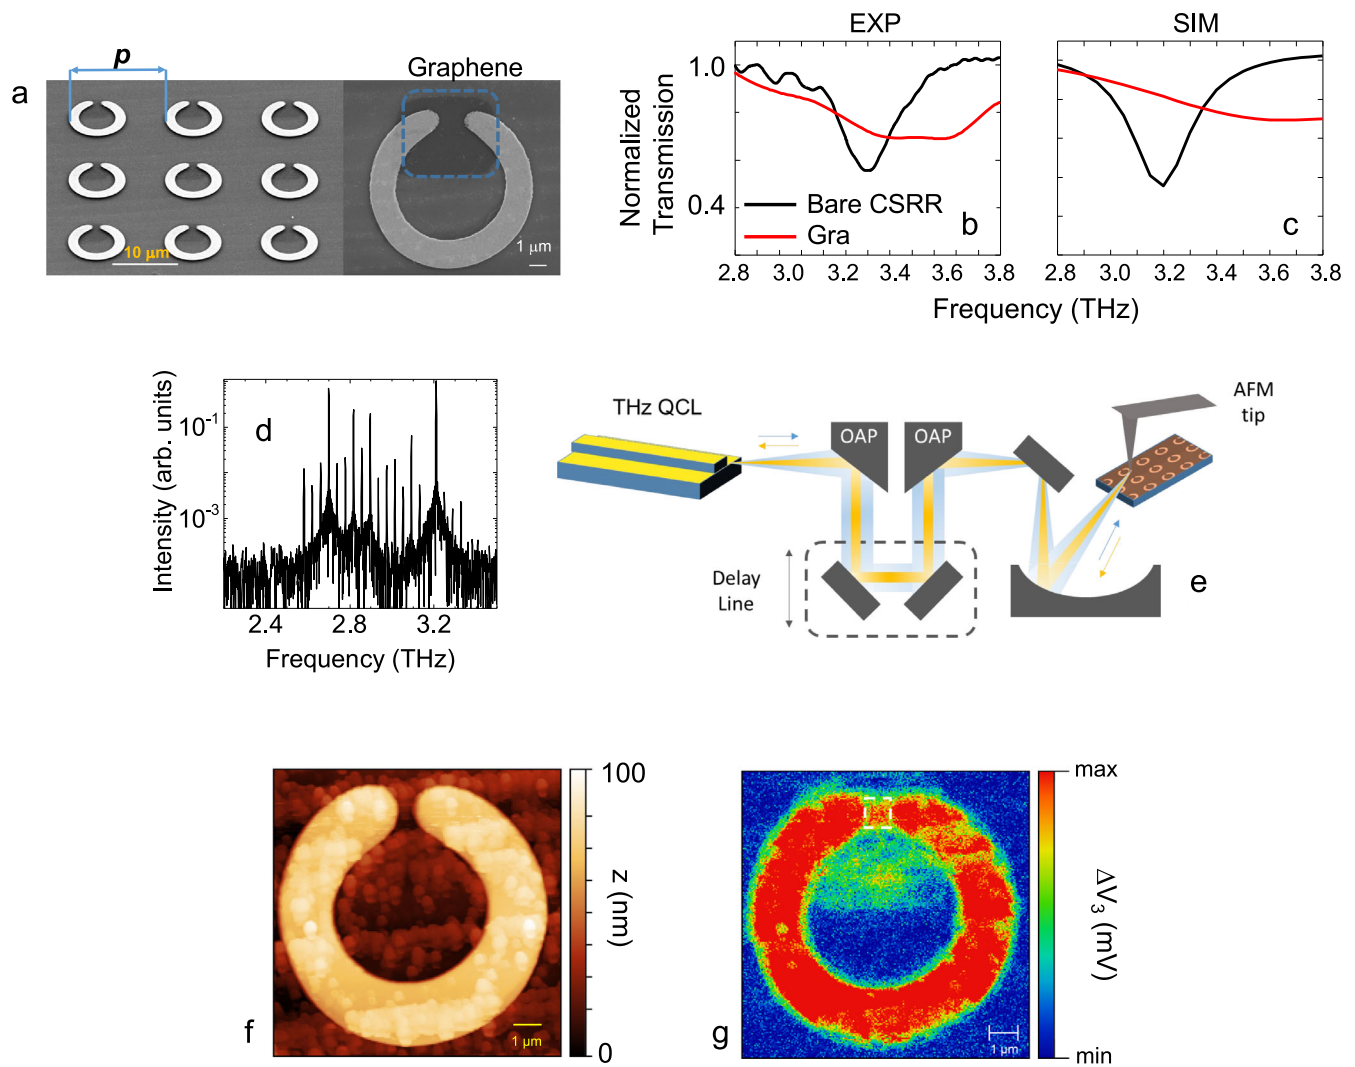 a
p
Graphene
10 μm
1 μm
EXP
SIM
Normalized
Transmission
1.0
0.4
Bare CSRR
Gra
b
c
2.8 3.0 3.2 3.4 3.6 3.8
2.8 3.0 3.2 3.4 3.6 3.8
Frequency (THz)
Intensity (arb. units)
10⁻¹
10⁻³
d
2.4 2.8 3.2
Frequency (THz)
THz QCL
OAP
OAP
AFM
tip
Delay
Line
e
f
1 μm
100
z (nm)
0
g
1 μm
max
ΔV₃ (mV)
min